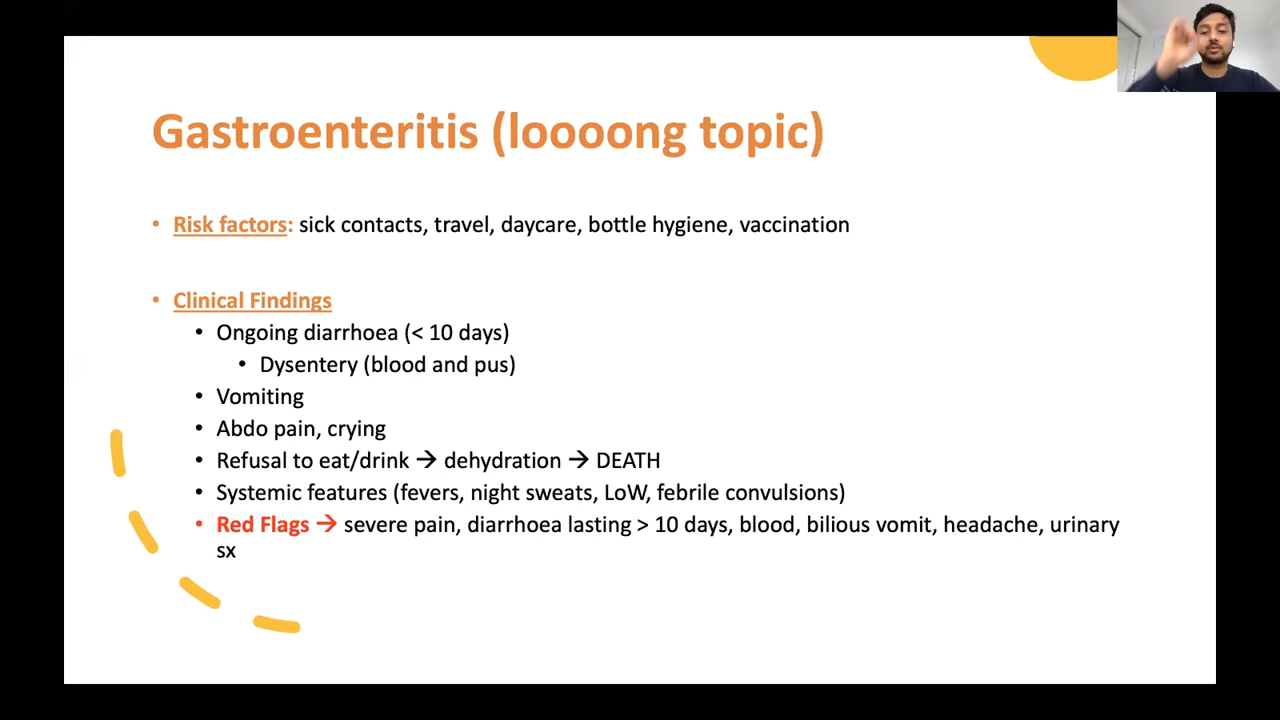 Gastroenteritis (loooong topic)
• Risk factors: sick contacts, travel, daycare, bottle hygiene, vaccination
• Clinical Findings
• Ongoing diarrhoea (< 10 days)
• Dysentery (blood and pus)
• Vomiting
• Abdo pain, crying
• Refusal to eat/drink → dehydration → DEATH
• Systemic features (fevers, night sweats, LoW, febrile convulsions)
• Red Flags → severe pain, diarrhoea lasting > 10 days, blood, bilious vomit, headache, urinary
sx